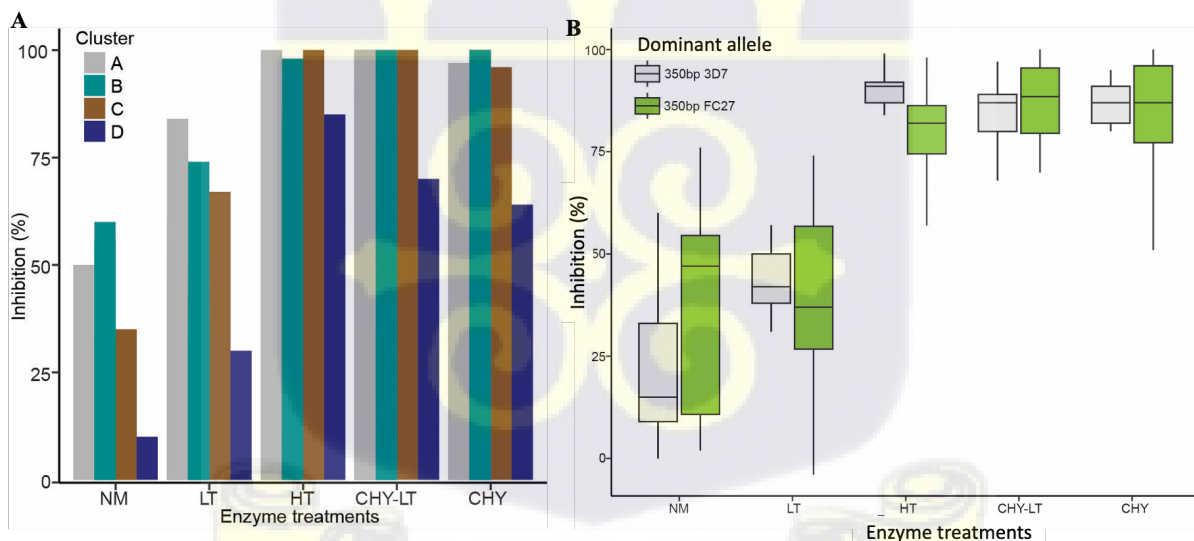 A
Cluster
A
B
C
D
100
75
50
25
0
Inhibition (%)
NM LT HT CHY-LT CHY
Enzyme treatments
B
Dominant allele
350bp 3D7
350bp FC27
100
75
50
25
0
Inhibition (%)
NM LT HT CHY-LT CHY
Enzyme treatments